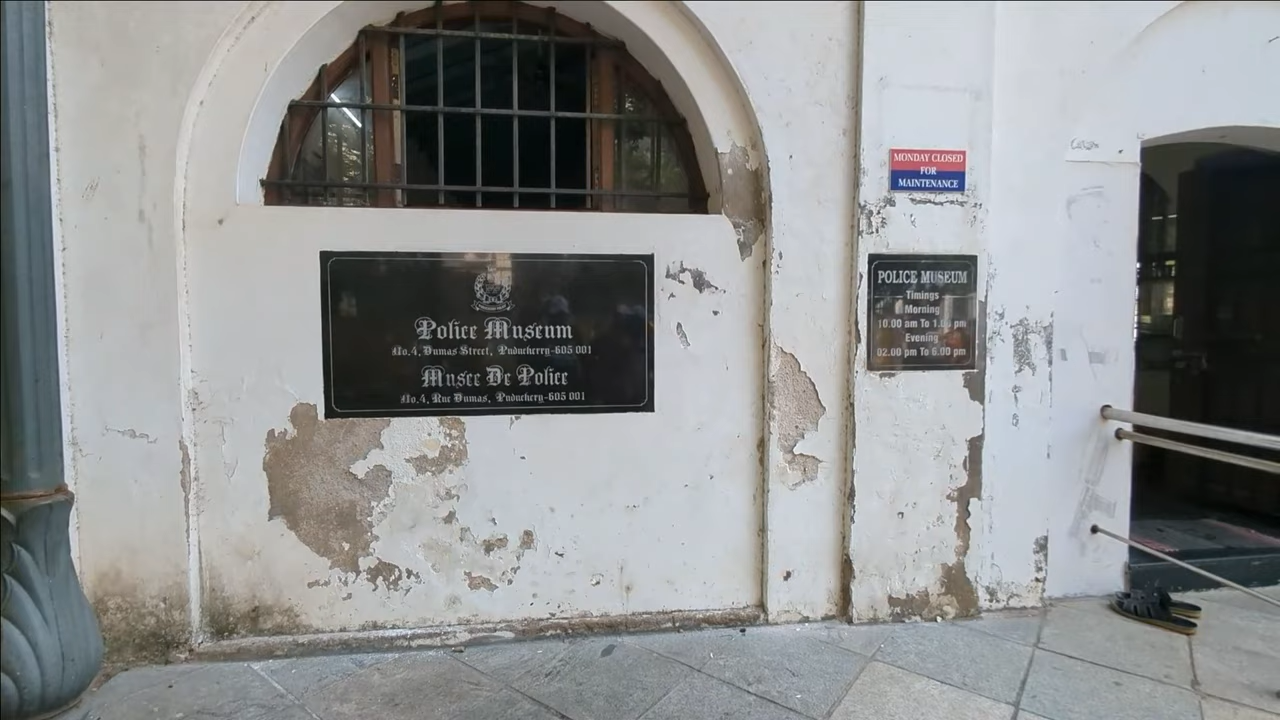 Police Museum
No.4, Dumas Street, Puducherry-605 001
Musee De Police
No.4, Rue Dumas, Puducherry-605 001
MONDAY CLOSED
FOR
MAINTENANCE
POLICE MUSEUM
Timings
Morning
10.00 am To 1.00 pm
Evening
02.00 pm To 6.00 pm